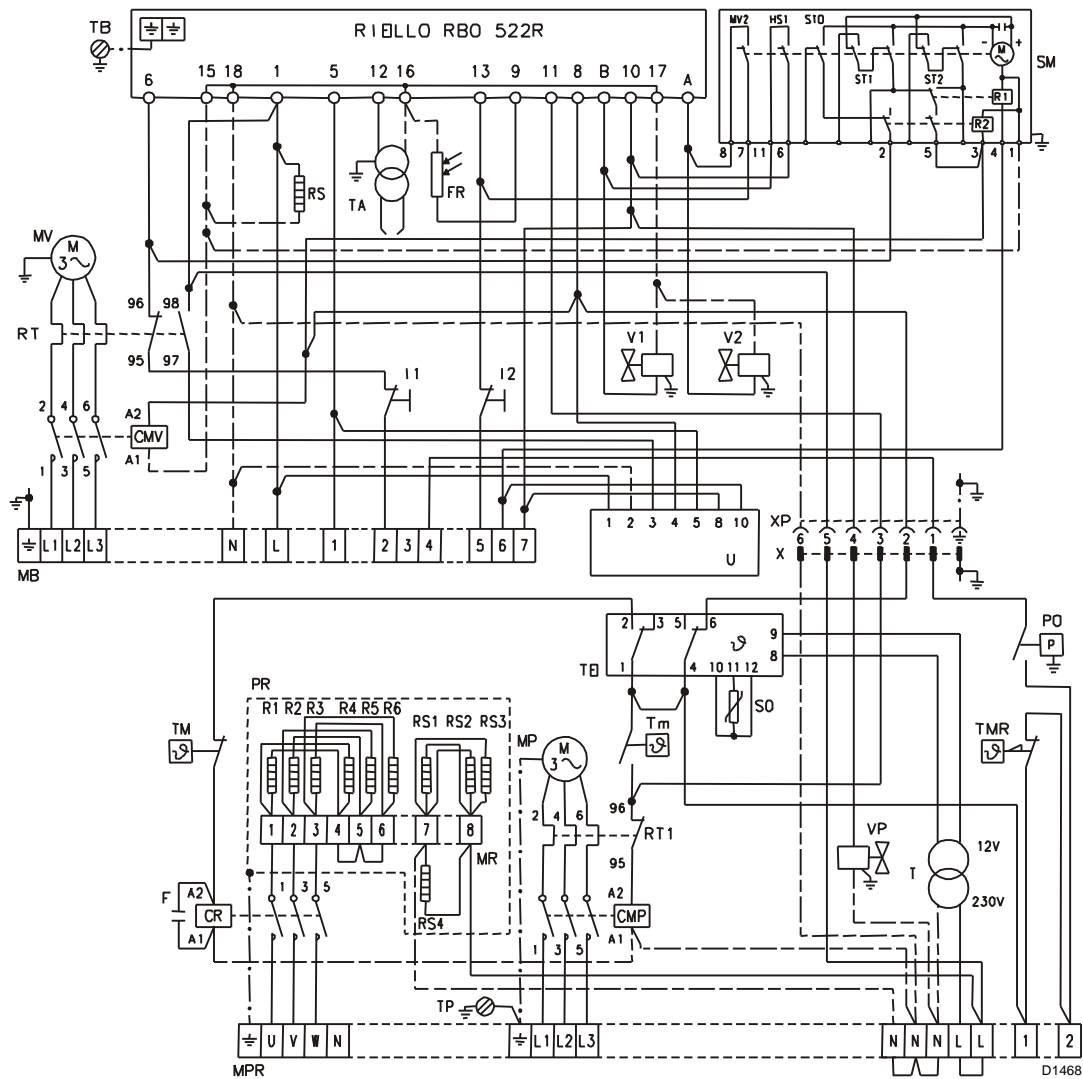 RIELLO RBO 522R
TB
6 15 18 1 5 12 16 13 9 11 8 B 10 17 A
MV2 HS1 STO
- M +
SM
ST1 ST2
R1
R2
8 7 11 6 2 5 3 4 1
RS
TA
FR
MV
M
3
96 98
RT
95 97
V1 V2
I1 I2
2 4 6
A2
CMV
A1
1 3 5
L1 L2 L3 N L 1 2 3 4 5 6 7
MB
1 2 3 4 5 8 10
U
XP
6 5 4 3 2 1
X
2 3 5 6
9
8
1 4 10 11 12
TE
SO
PO
P
PR
R1 R2 R3 R4 R5 R6
RS1 RS2 RS3
TM
MP
M
3
Tm
TMR
1 2 3 4 5 6 7 8
MR
2 4 6
96
RT1
95
VP
T
12V
230V
F
A2
CR
A1
1 3 5
RS4
A2
CMP
A1
1 3 5
TP
U V W N L1 L2 L3 N N N L L 1 2
MPR
D1468